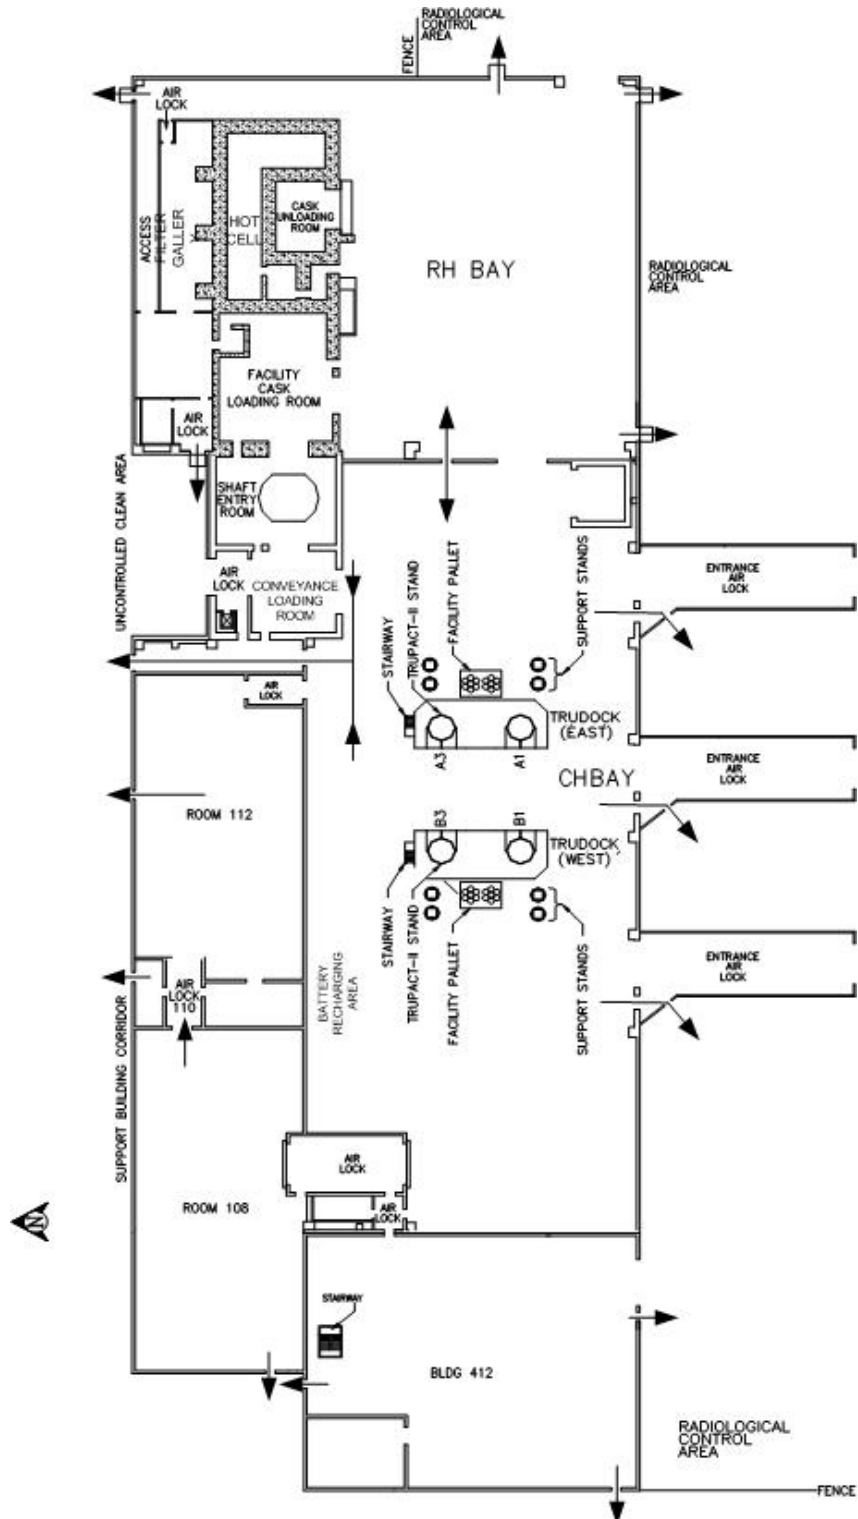 RADIOLOGICAL
CONTROL
AREA
FENCE
AIR
LOCK
ACCESS
FILTER
GALLER
Y
HOT
CELL
CASK
UNLOADING
ROOM
RH BAY
RADIOLOGICAL
CONTROL
AREA
FACILITY
CASK
LOADING ROOM
AIR
LOCK
UNCONTROLLED CLEAN AREA
SHAFT
ENTRY
ROOM
AIR
LOCK
CONVEYANCE
LOADING
ROOM
STAIRWAY
TRUPACT-II STAND
FACILITY PALLET
SUPPORT STANDS
ENTRANCE
AIR
LOCK
AIR
LOCK
TRUDOCK
(EAST)
A3
A1
CHBAY
ENTRANCE
AIR
LOCK
ROOM 112
B3
B1
TRUDOCK
(WEST)
STAIRWAY
TRUPACT-II STAND
FACILITY PALLET
SUPPORT STANDS
BATTERY
RECHARGING
AREA
ENTRANCE
AIR
LOCK
AIR
LOCK
110
SUPPORT BUILDING CORRIDOR
AIR
LOCK
ROOM 108
AIR
LOCK
N
STAIRWAY
BLDG 412
RADIOLOGICAL
CONTROL
AREA
FENCE